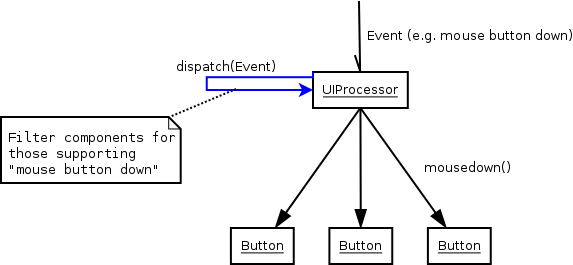 Event (e.g. mouse button down)
dispatch(Event)
UIProcessor
Filter components for
those supporting
"mouse button down"
mousedown()
Button
Button
Button